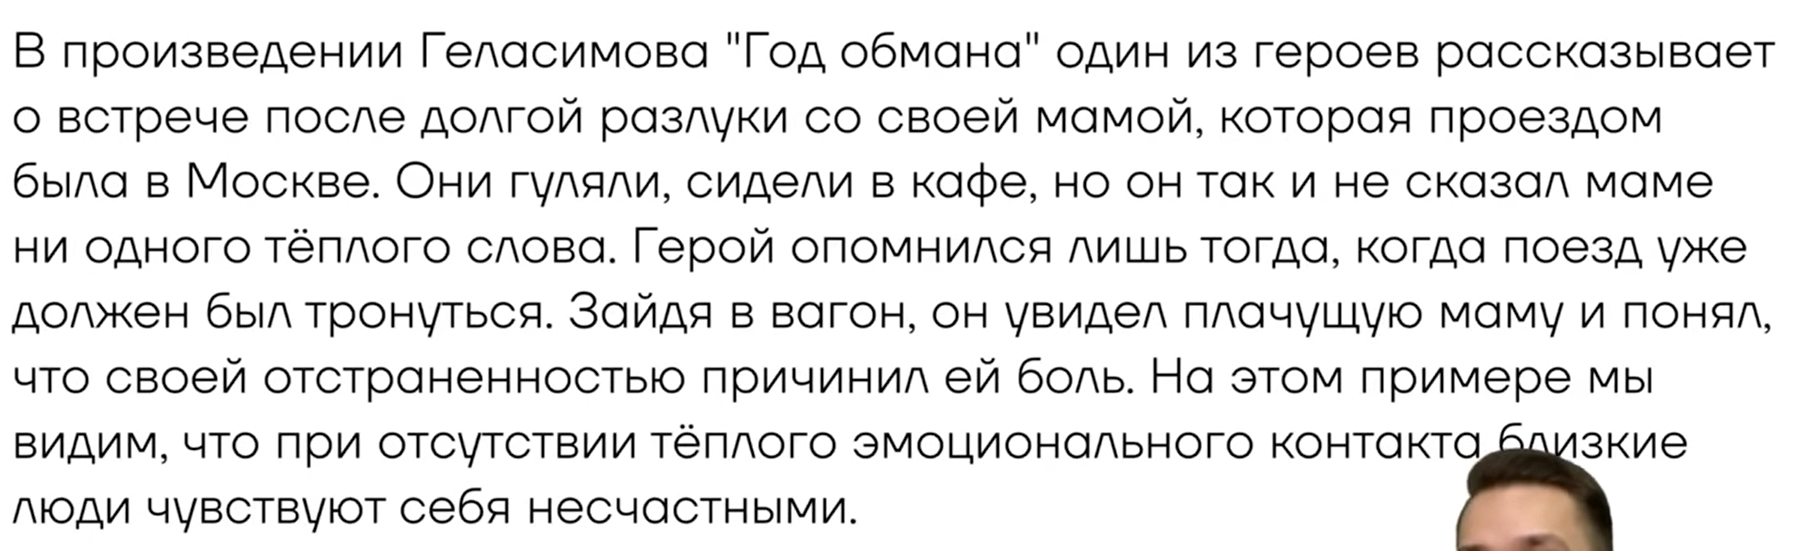 В произведении Геласимова "Год обмана" один из героев рассказывает
о встрече после долгой разлуки со своей мамой, которая проездом
была в Москве. Они гуляли, сидели в кафе, но он так и не сказал маме
ни одного тёплого слова. Герой опомнился лишь тогда, когда поезд уже
должен был тронуться. Зайдя в вагон, он увидел плачущую маму и понял,
что своей отстраненностью причинил ей боль. На этом примере мы
видим, что при отсутствии тёплого эмоционального контакта близкие
люди чувствуют себя несчастными.